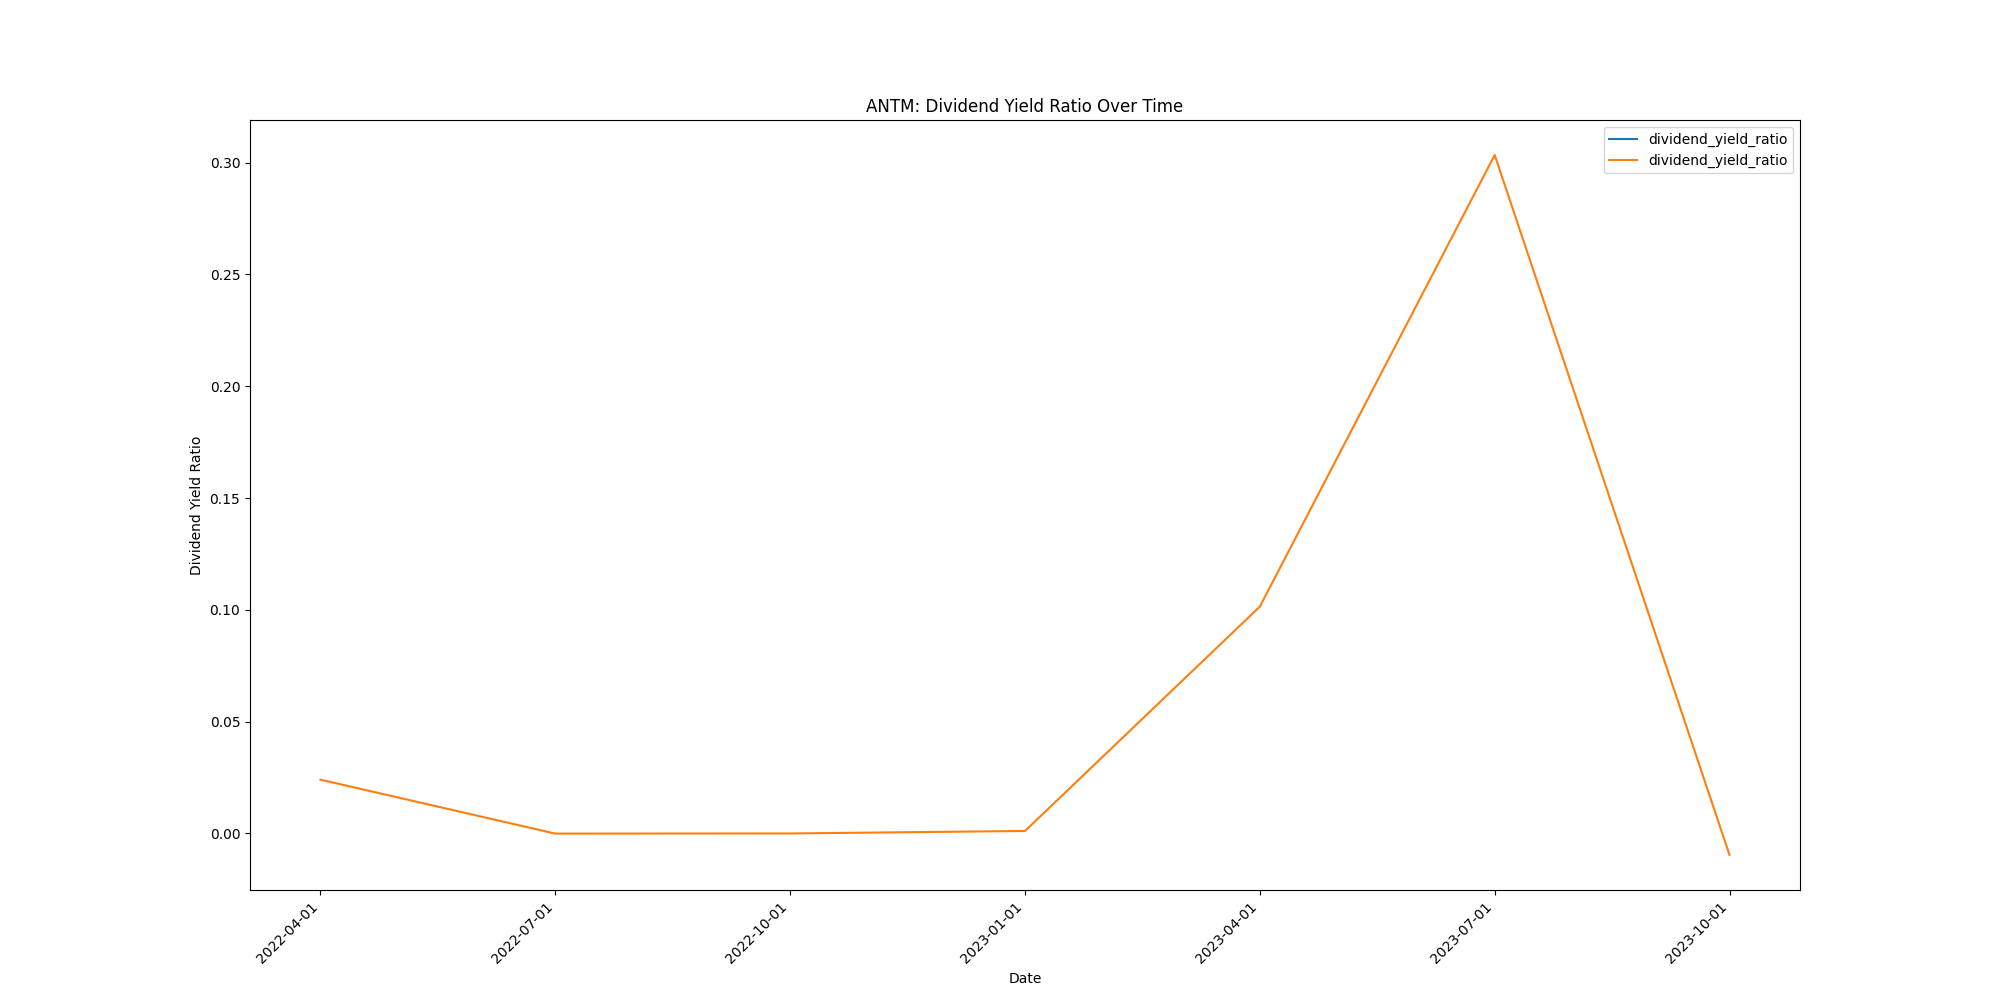 ANTM: Dividend Yield Ratio Over Time
dividend_yield_ratio
dividend_yield_ratio
0.30
0.25
0.20
0.15
0.10
0.05
0.00
Dividend Yield Ratio
2022-04-01
2022-07-01
2022-10-01
2023-01-01
2023-04-01
2023-07-01
2023-10-01
Date